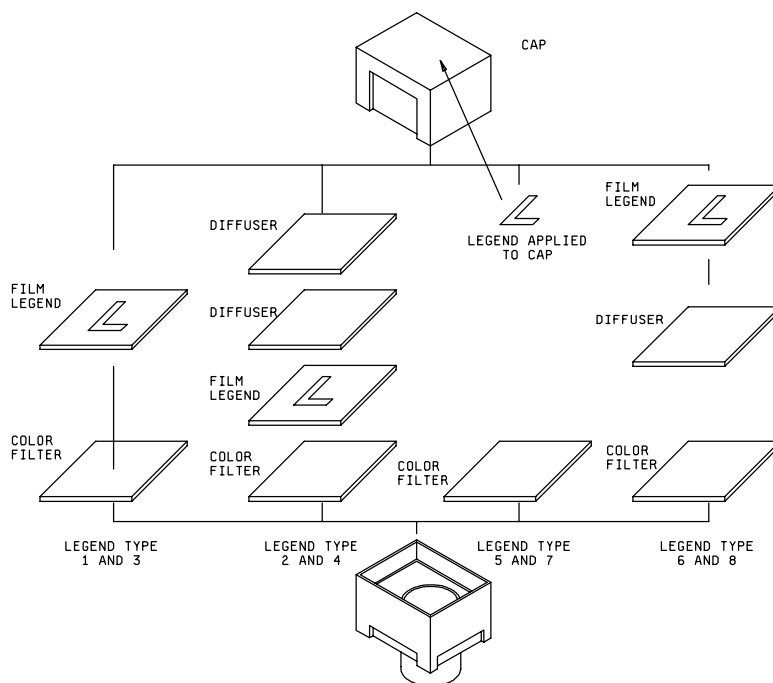 CAP
FILM
LEGEND
DIFFUSER
L
LEGEND APPLIED
TO CAP
L
FILM
LEGEND
L
DIFFUSER
DIFFUSER
FILM
LEGEND
L
COLOR
FILTER
COLOR
FILTER
COLOR
FILTER
COLOR
FILTER
LEGEND TYPE
1 AND 3
LEGEND TYPE
2 AND 4
LEGEND TYPE
5 AND 7
LEGEND TYPE
6 AND 8